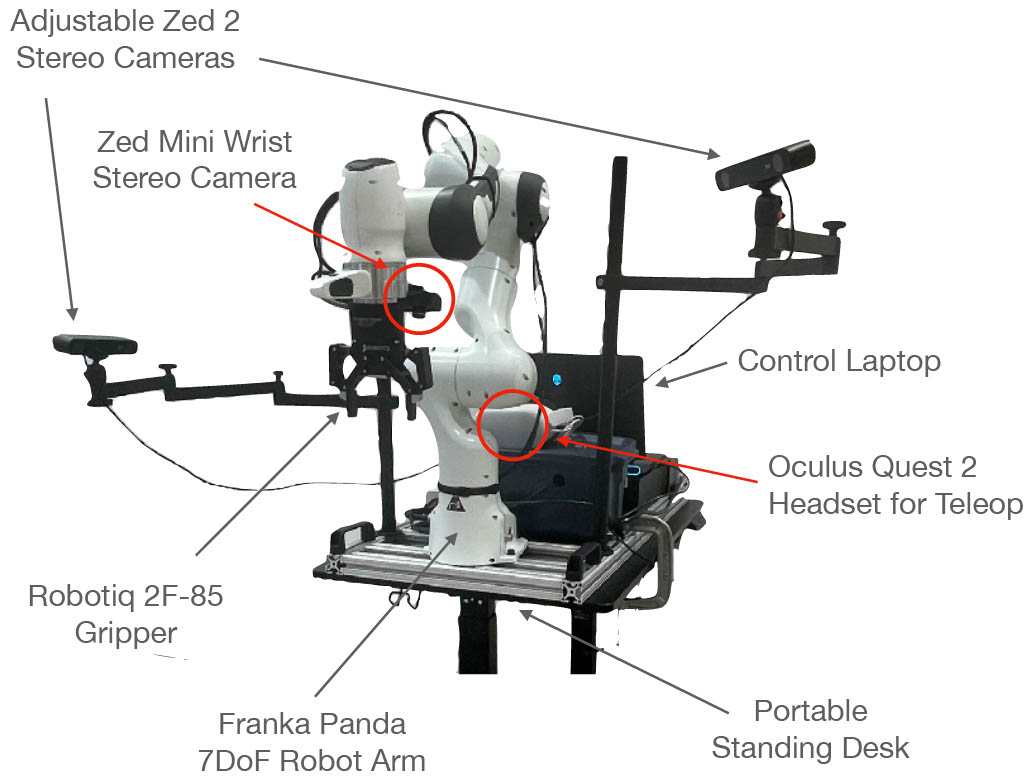 Adjustable Zed 2
Stereo Cameras
Zed Mini Wrist
Stereo Camera
Control Laptop
Oculus Quest 2
Headset for Teleop
Robotiq 2F-85
Gripper
Franka Panda
7DoF Robot Arm
Portable
Standing Desk